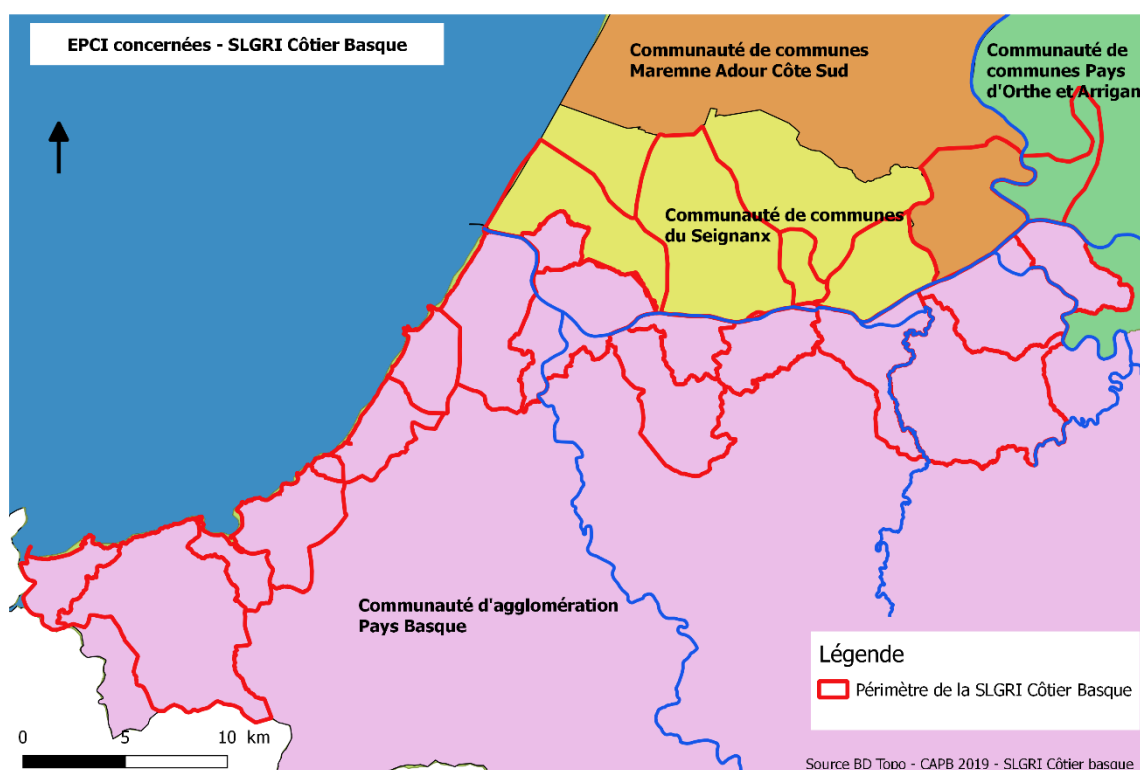 EPCI concernées - SLGRI Côtier Basque
Communauté de communes
Maremne Adour Côte Sud
Communauté de
communes Pays
d'Orthe et Arrigan
Communauté de communes
du Seignanx
Communauté d'agglomération
Pays Basque
Légende
Périmètre de la SLGRI Côtier Basque
0 5 10 km
Source BD Topo - CAPB 2019 - SLGRI Côtier basque